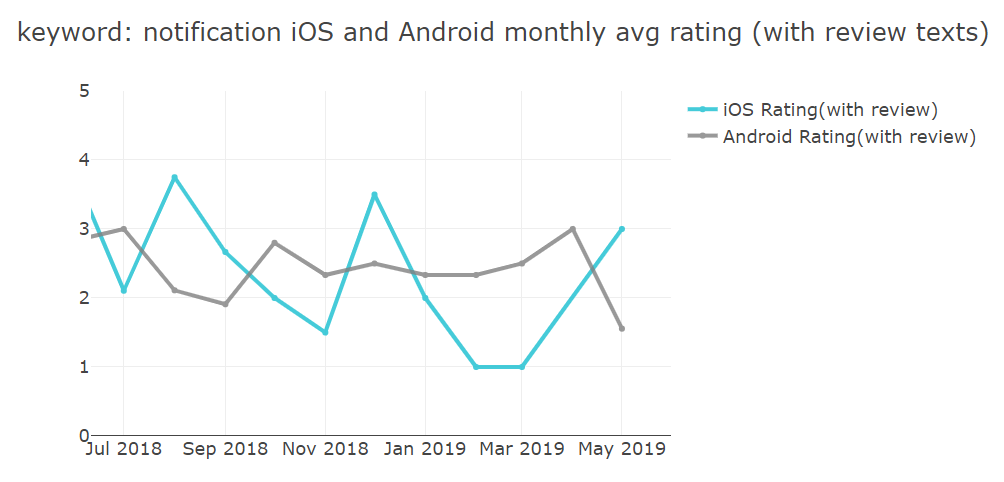 keyword: notification iOS and Android monthly avg rating (with review texts)
5
4
3
2
1
0
Jul 2018 Sep 2018 Nov 2018 Jan 2019 Mar 2019 May 2019
iOS Rating(with review)
Android Rating(with review)